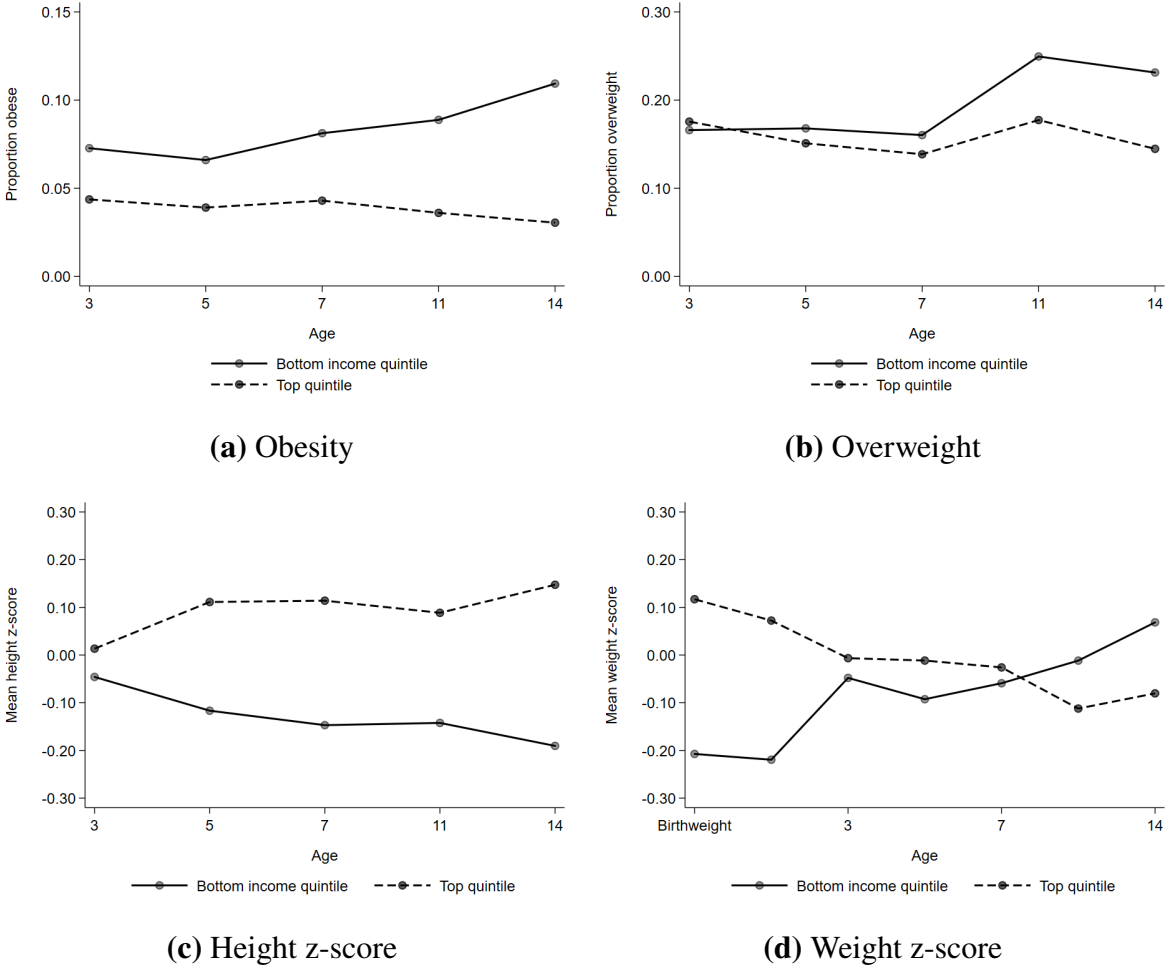 Proportion obese
0.15
0.10
0.05
0.00
3 5 7 11 14
Age
Bottom income quintile
Top quintile
(a) Obesity
Proportion overweight
0.30
0.20
0.10
0.00
3 5 7 11 14
Age
Bottom income quintile
Top quintile
(b) Overweight
Mean height z-score
0.30
0.20
0.10
0.00
-0.10
-0.20
-0.30
3 5 7 11 14
Age
Bottom income quintile Top quintile
(c) Height z-score
Mean weight z-score
0.30
0.20
0.10
0.00
-0.10
-0.20
-0.30
Birthweight 3 7 14
Age
Bottom income quintile Top quintile
(d) Weight z-score